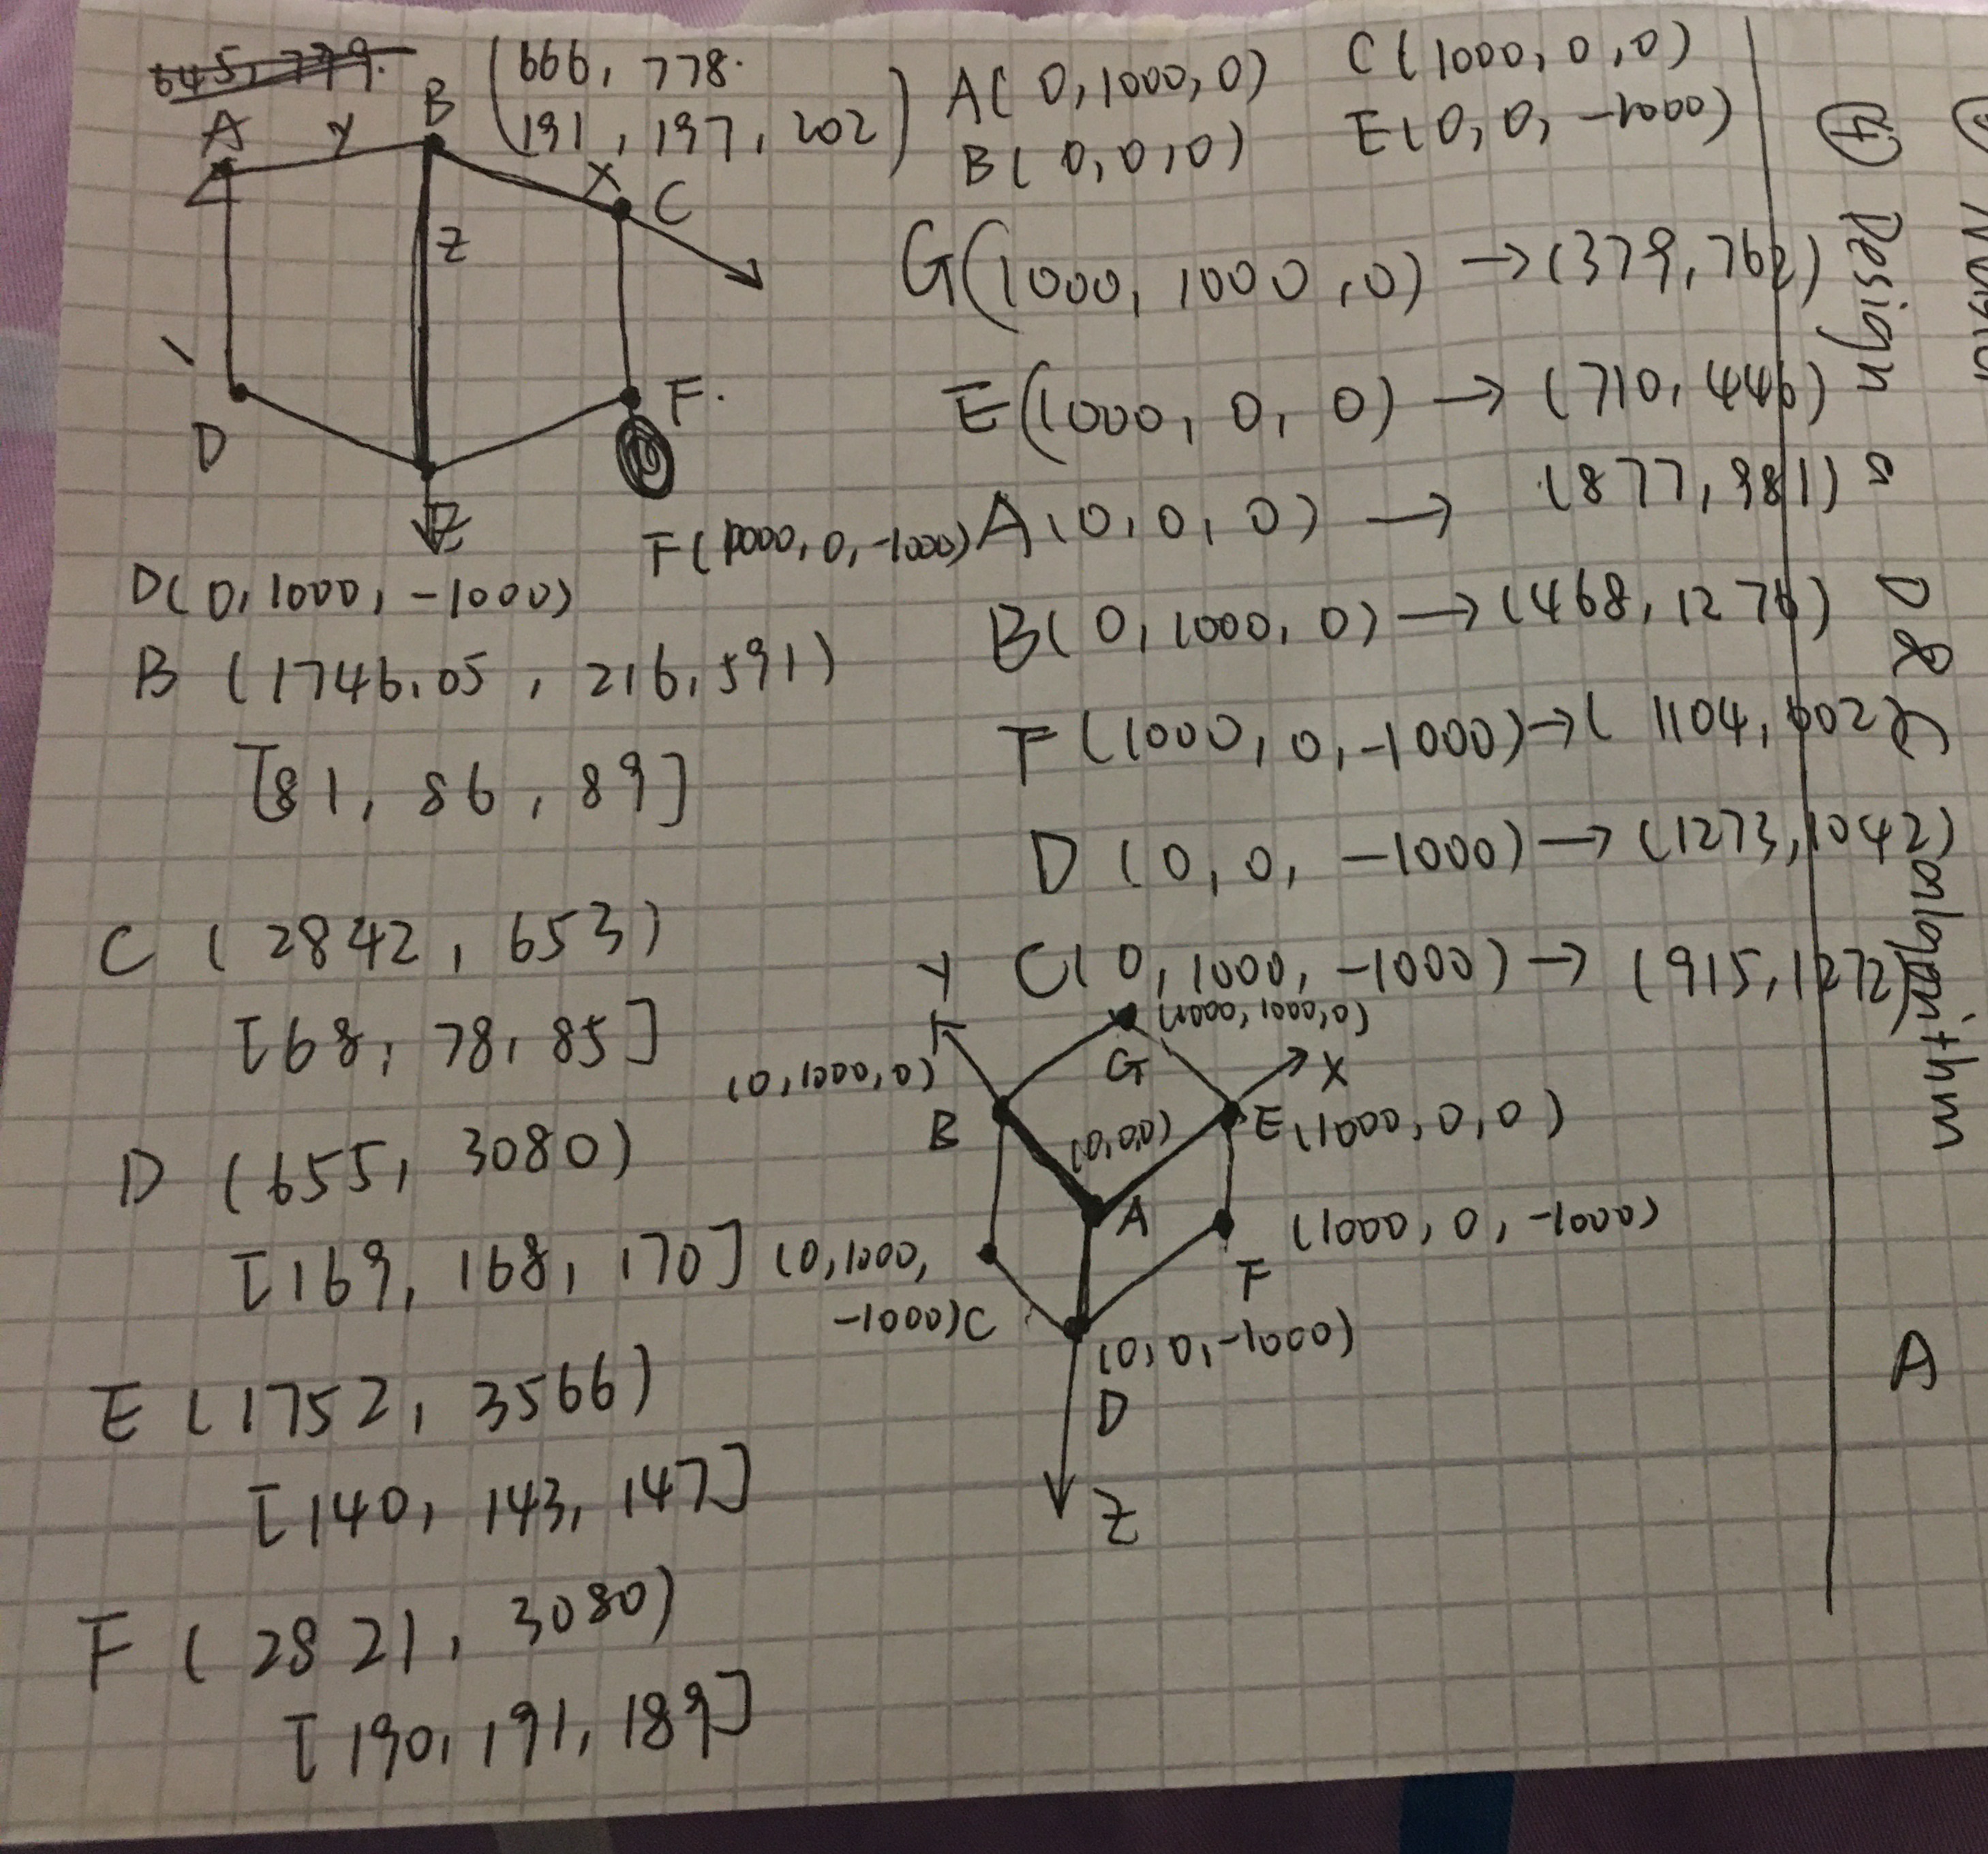 645, 779.
A
Y
B
(666, 778.
191, 197, 202)
X
C
Z
D
F.
Z
A(0,1000,0)
C(1000,0,0)
B(0,0,0)
E(0,0,-1000)
G(1000, 1000,0) → (379,762)
E(1000, 0, 0) → (710,446)
F(1000,0,-1000)
A(0,0,0) → (877,981)
D(0,1000,-1000)
B(0,1000,0) → (468,1276)
B (1746.05, 216.591)
[81, 86, 89]
F(1000,0,-1000) → (1104,602)
D(0,0,-1000) → (1273,1042)
C (2842, 653)
[68, 78, 85]
C(0,1000,-1000) → (915,1272)
D (655, 3080)
[169, 168, 170]
E (1752, 3566)
[140, 143, 147]
F (2821, 3080)
[190, 191, 189]
Y
(1000,1000,0)
G
X
(0,1000,0)
B
(0,0,0)
E(1000,0,0)
A
(1000,0,-1000)
F
(0,1000,
-1000)C
(0,0,-1000)
D
Z
④ Design
A